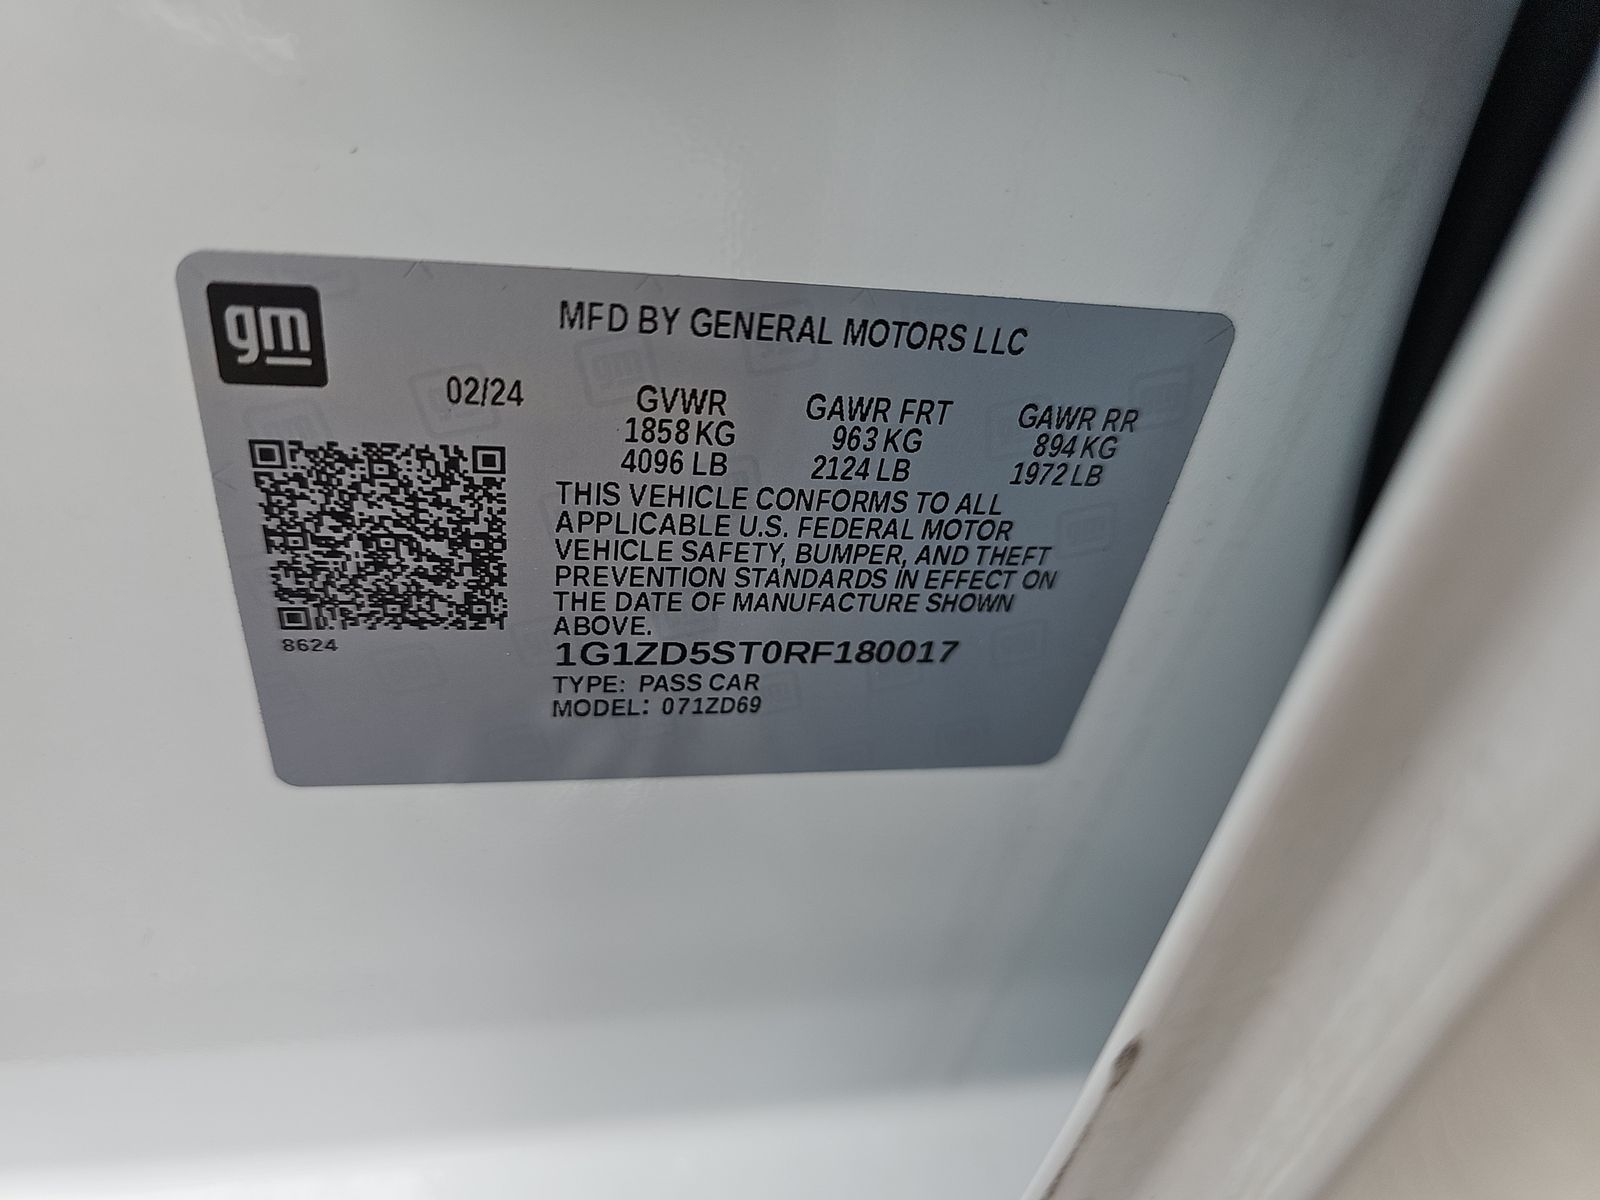 gm
MFD BY GENERAL MOTORS LLC
02/24
GVWR GAWR FRT GAWR RR
1858 KG 963 KG 894 KG
4096 LB 2124 LB 1972 LB
THIS VEHICLE CONFORMS TO ALL
APPLICABLE U.S. FEDERAL MOTOR
VEHICLE SAFETY, BUMPER, AND THEFT
PREVENTION STANDARDS IN EFFECT ON
THE DATE OF MANUFACTURE SHOWN
ABOVE.
8624
1G1ZD5ST0RF180017
TYPE: PASS CAR
MODEL: 071ZD69